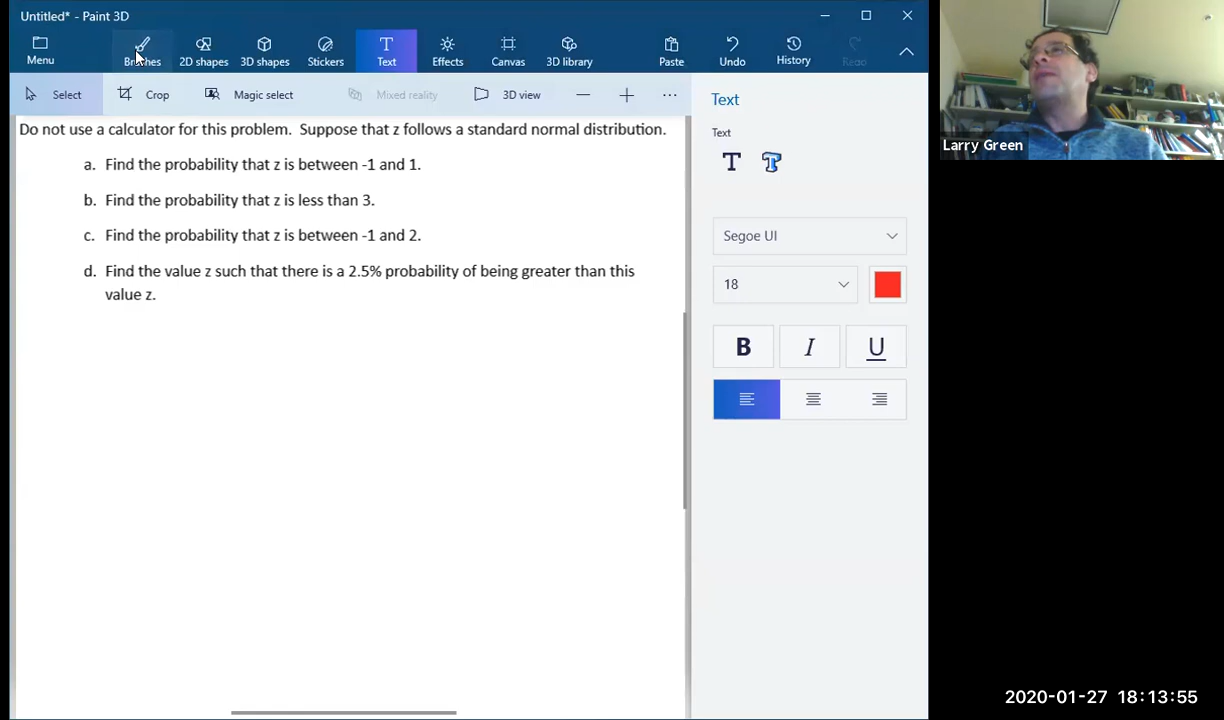 Untitled* - Paint 3D
Menu
Brushes
2D shapes
3D shapes
Stickers
Text
Effects
Canvas
3D library
Paste
Undo
History
Redo
Select
Crop
Magic select
Mixed reality
3D view
Text
Text
Segoe UI
18
B I U
Do not use a calculator for this problem. Suppose that z follows a standard normal distribution.
a. Find the probability that z is between -1 and 1.
b. Find the probability that z is less than 3.
c. Find the probability that z is between -1 and 2.
d. Find the value z such that there is a 2.5% probability of being greater than this
value z.
Larry Green
2020-01-27 18:13:55